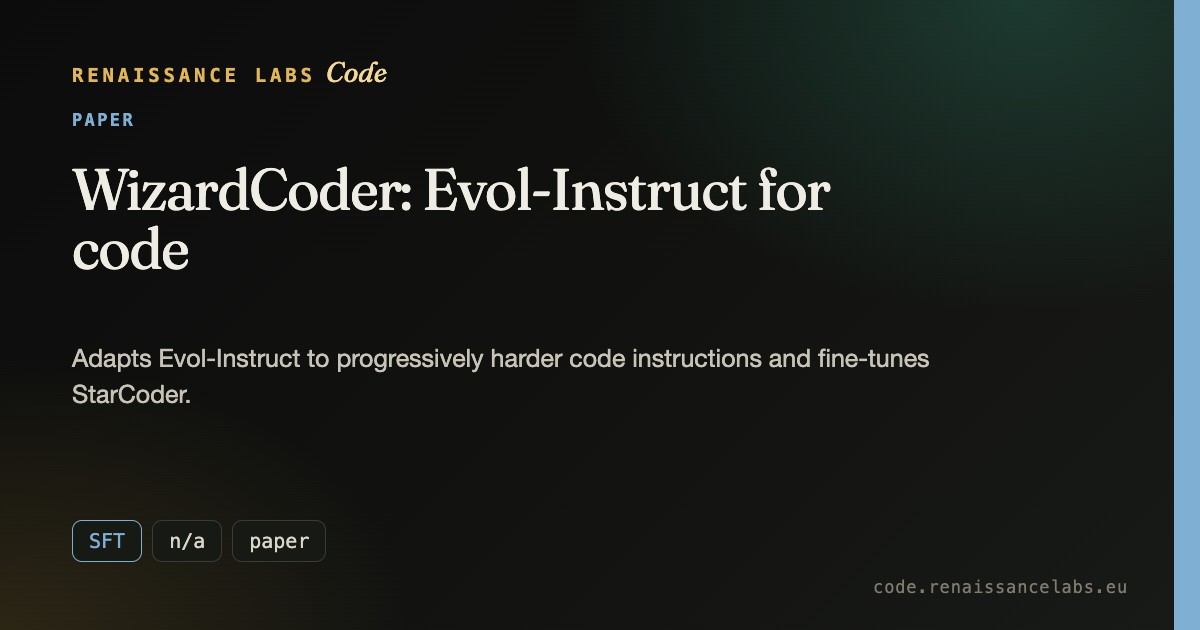 RENAISSANCE LABS Code
PAPER
WizardCoder: Evol-Instruct for
code
Adapts Evol-Instruct to progressively harder code instructions and fine-tunes
StarCoder.
SFT n/a paper
code.renaissancelabs.eu